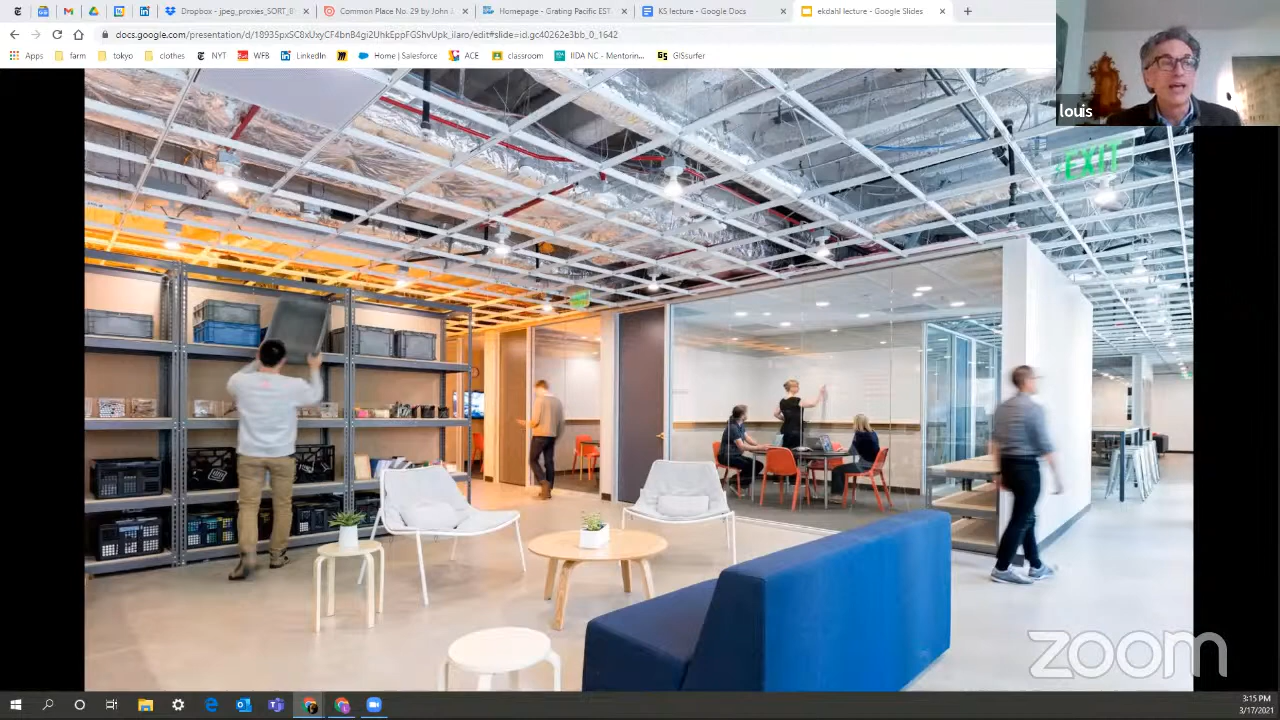 Dropbox - jpeg_proxies_SORT_B
Common Place No. 29 by John J
Homepage - Grating Pacific EST
KS lecture - Google Docs
ekdahl lecture - Google Slides
docs.google.com/presentation/d/18935pxSC8xUxyCF4bnB4gi2UhkEppFGShvUpk_iIaro/edit#slide=id.gc40262e3bb_0_1642
Apps
farm
tokyo
clothes
NYT
WFB
LinkedIn
Home | Salesforce
ACE
classroom
IIDA NC - Mentorin...
GISsurfer
louis
EXIT
zoom
3:15 PM
3/17/2021